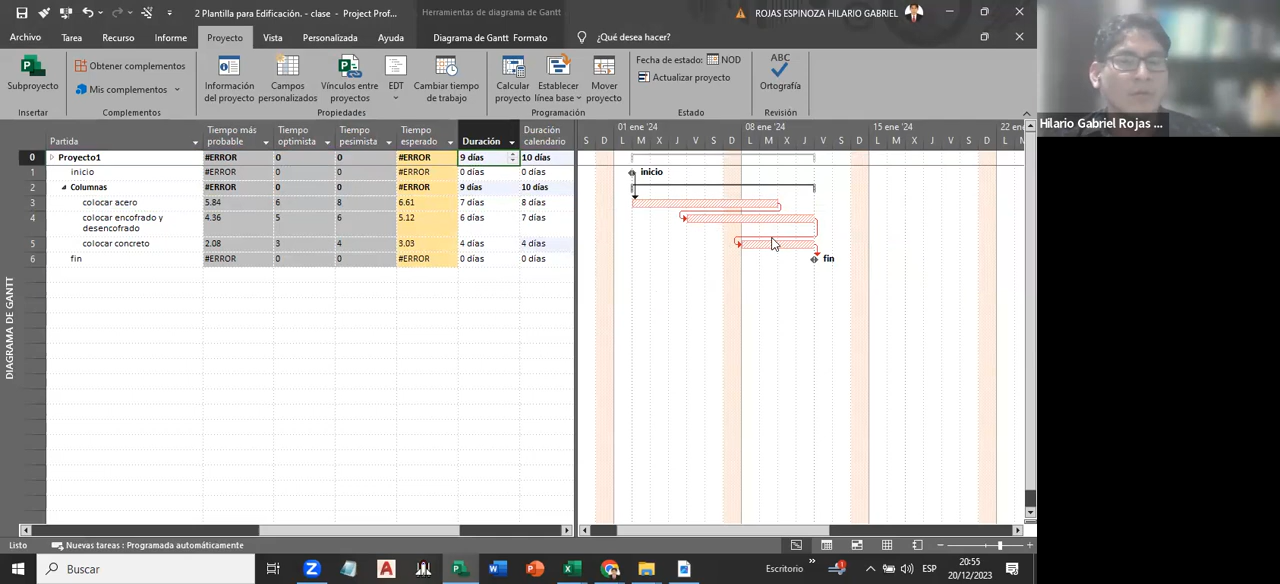 2 Plantilla para Edificación. - clase - Project Prof...
Herramientas de diagrama de Gantt
ROJAS ESPINOZA HILARIO GABRIEL
Archivo Tarea Recurso Informe Proyecto Vista Personalizada Ayuda Diagrama de Gantt Formato ¿Qué desea hacer?
Subproyecto
Insertar
Obtener complementos
Mis complementos
Complementos
Información del proyecto
Campos personalizados
Vínculos entre proyectos
EDT
Cambiar tiempo de trabajo
Propiedades
Calcular proyecto
Establecer línea base
Mover proyecto
Programación
Fecha de estado: NOD
Actualizar proyecto
Estado
ABC
Ortografía
Revisión
Hilario Gabriel Rojas ...
Partida Tiempo más probable Tiempo optimista Tiempo pesimista Tiempo esperado Duración Duración calendario
01 ene '24 08 ene '24 15 ene '24 22 ene
S D L M X J V S D L M X J V S D L M X J V S D L M
0 Proyecto1 #ERROR 0 0 #ERROR 9 días 10 días
1 inicio #ERROR 0 0 #ERROR 0 días 0 días
2 Columnas #ERROR 0 0 #ERROR 9 días 10 días
3 colocar acero 5.84 6 8 6.61 7 días 8 días
4 colocar encofrado y desencofrado 4.36 5 6 5.12 6 días 7 días
5 colocar concreto 2.08 3 4 3.03 4 días 4 días
6 fin #ERROR 0 0 #ERROR 0 días 0 días
inicio
fin
DIAGRAMA DE GANTT
Listo Nuevas tareas : Programada automáticamente
Buscar
Escritorio
ESP
20:55
20/12/2023